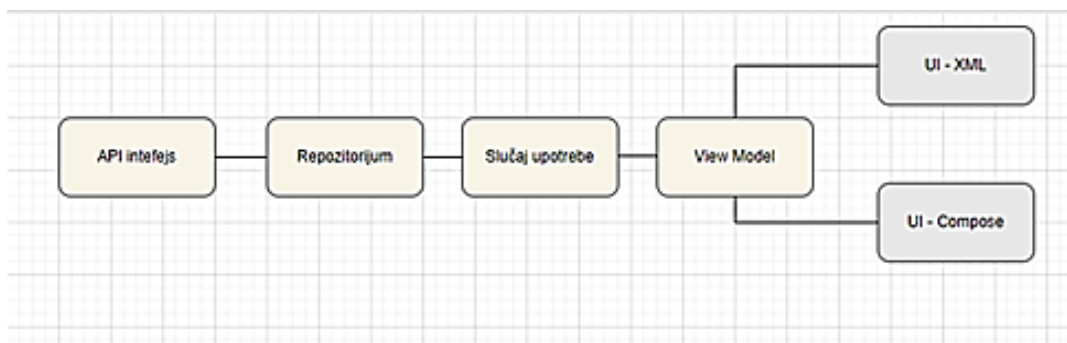 UI - XML
API intefejs
Repozitorijum
Slučaj upotrebe
View Model
UI - Compose